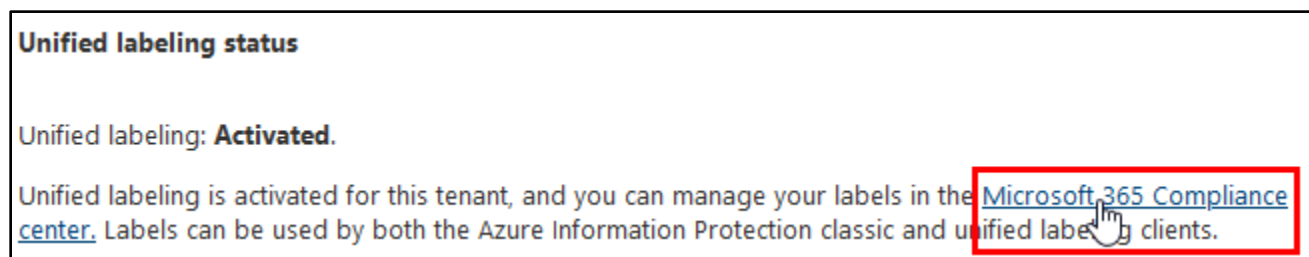 Unified labeling status
Unified labeling: Activated.
Unified labeling is activated for this tenant, and you can manage your labels in the Microsoft 365 Compliance
center. Labels can be used by both the Azure Information Protection classic and unified labeling clients.